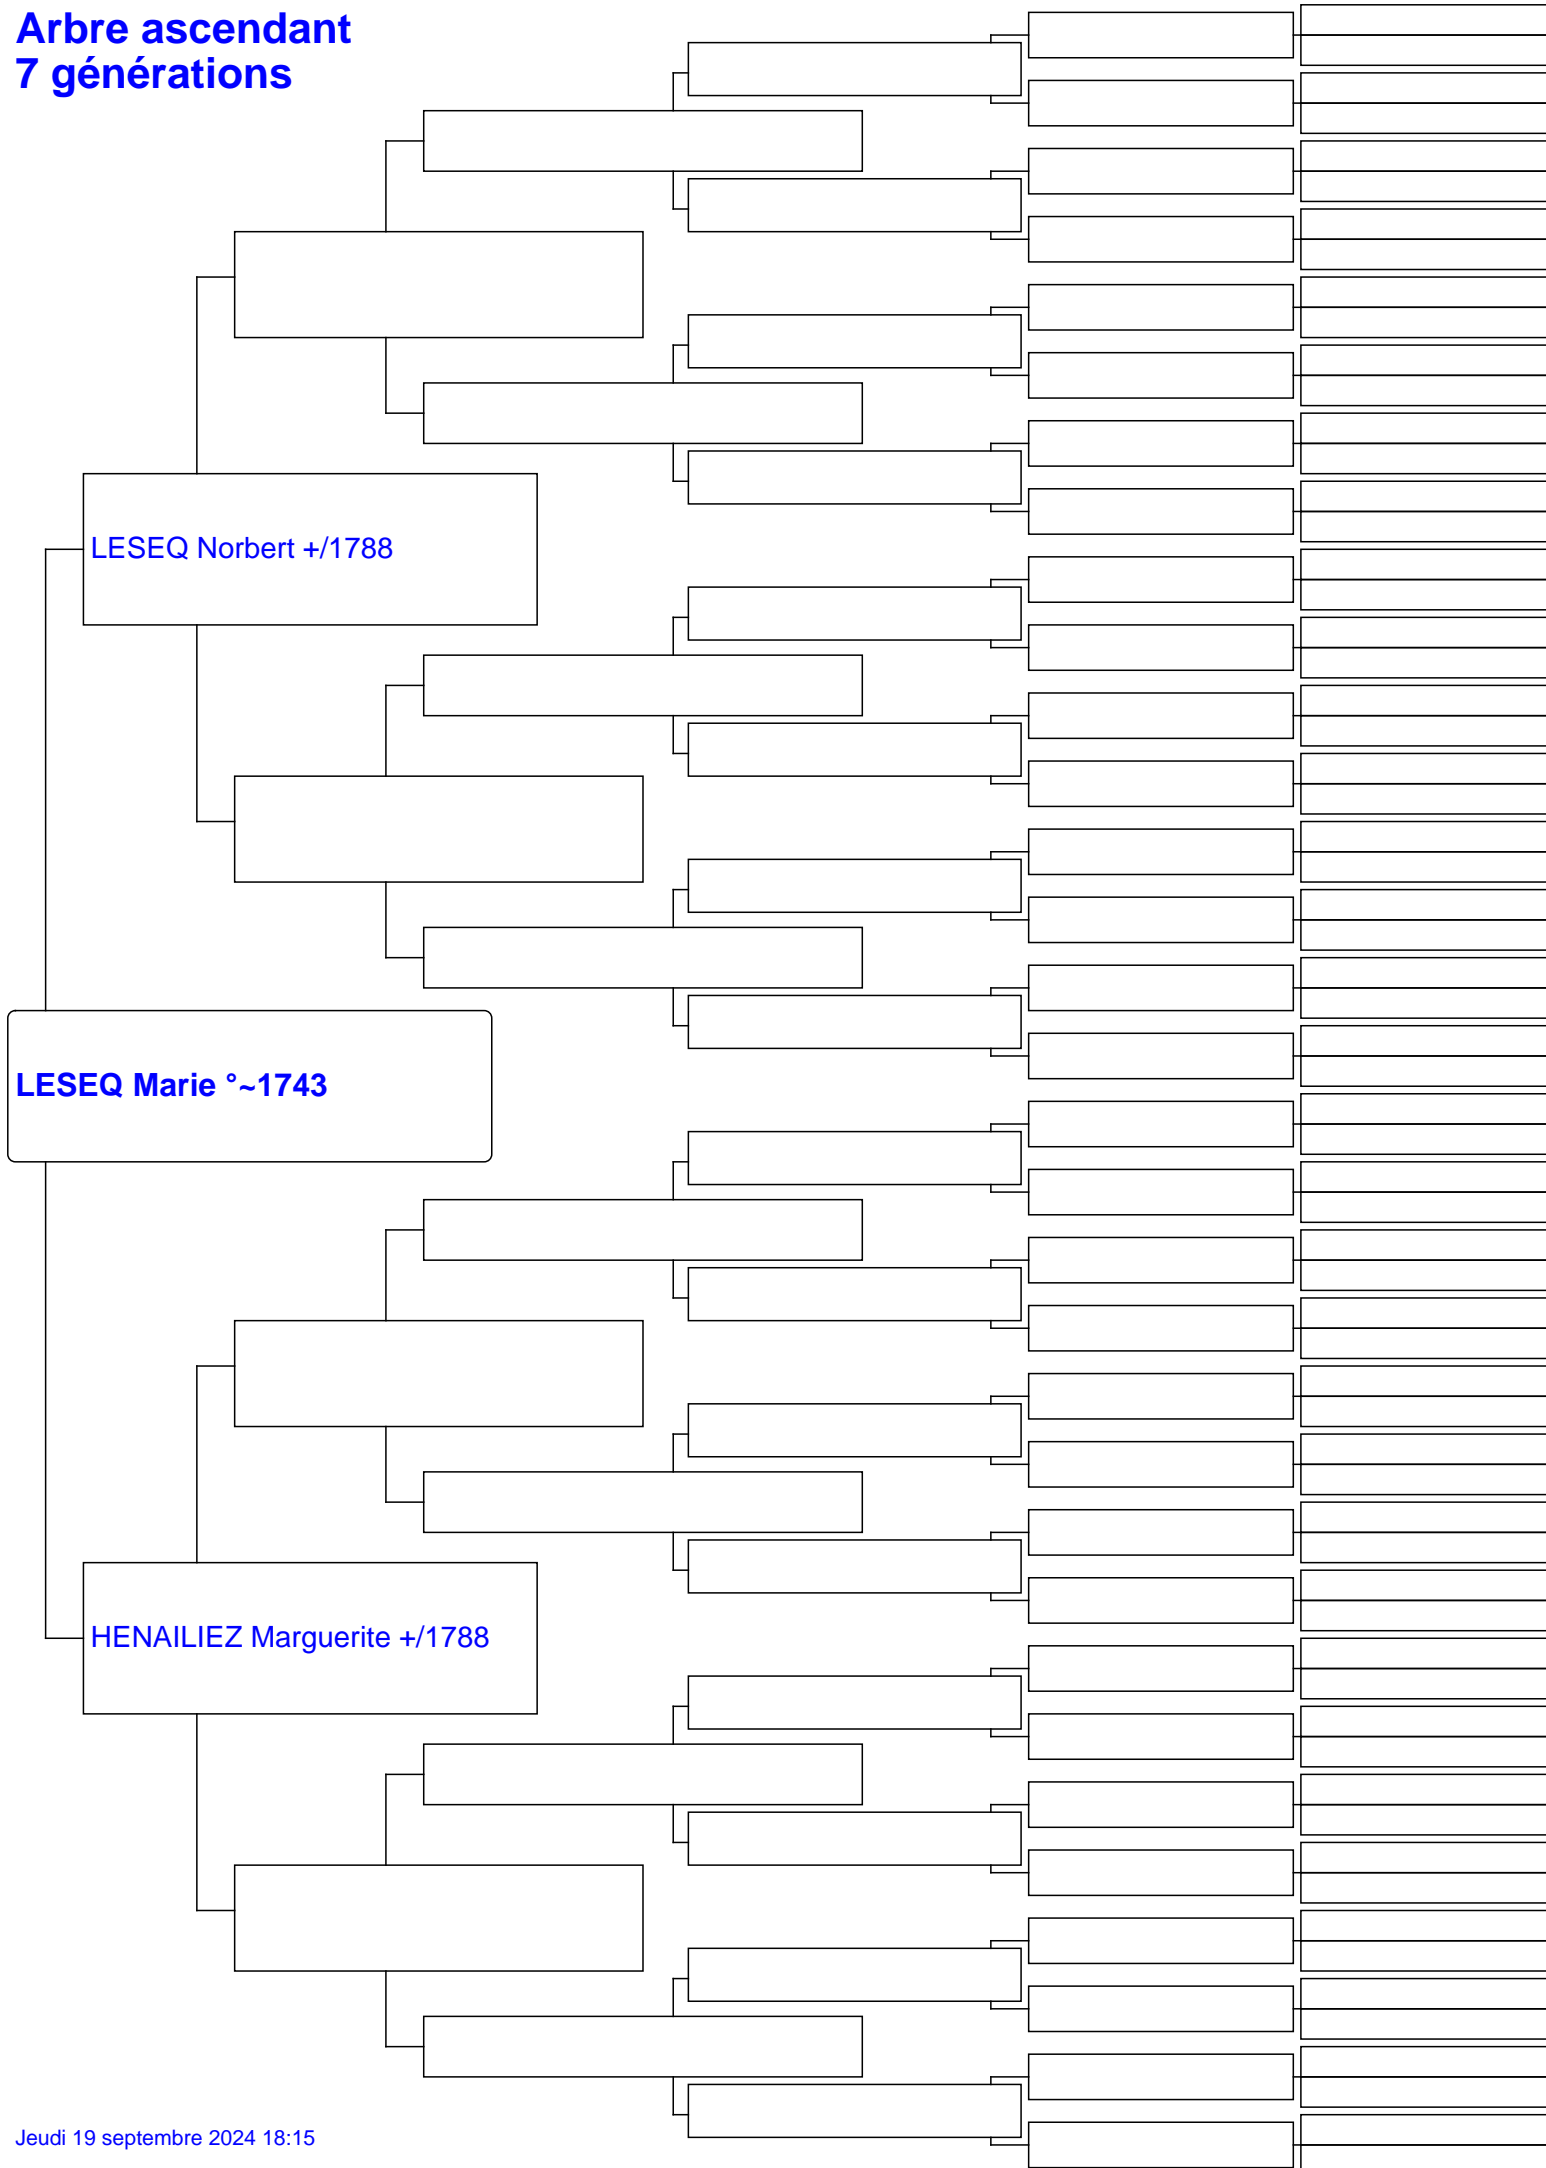 Arbre ascendant
7 générations
LESEQ Norbert +/1788
LESEQ Marie °~1743
HENAILIEZ Marguerite +/1788
Jeudi 19 septembre 2024 18:15